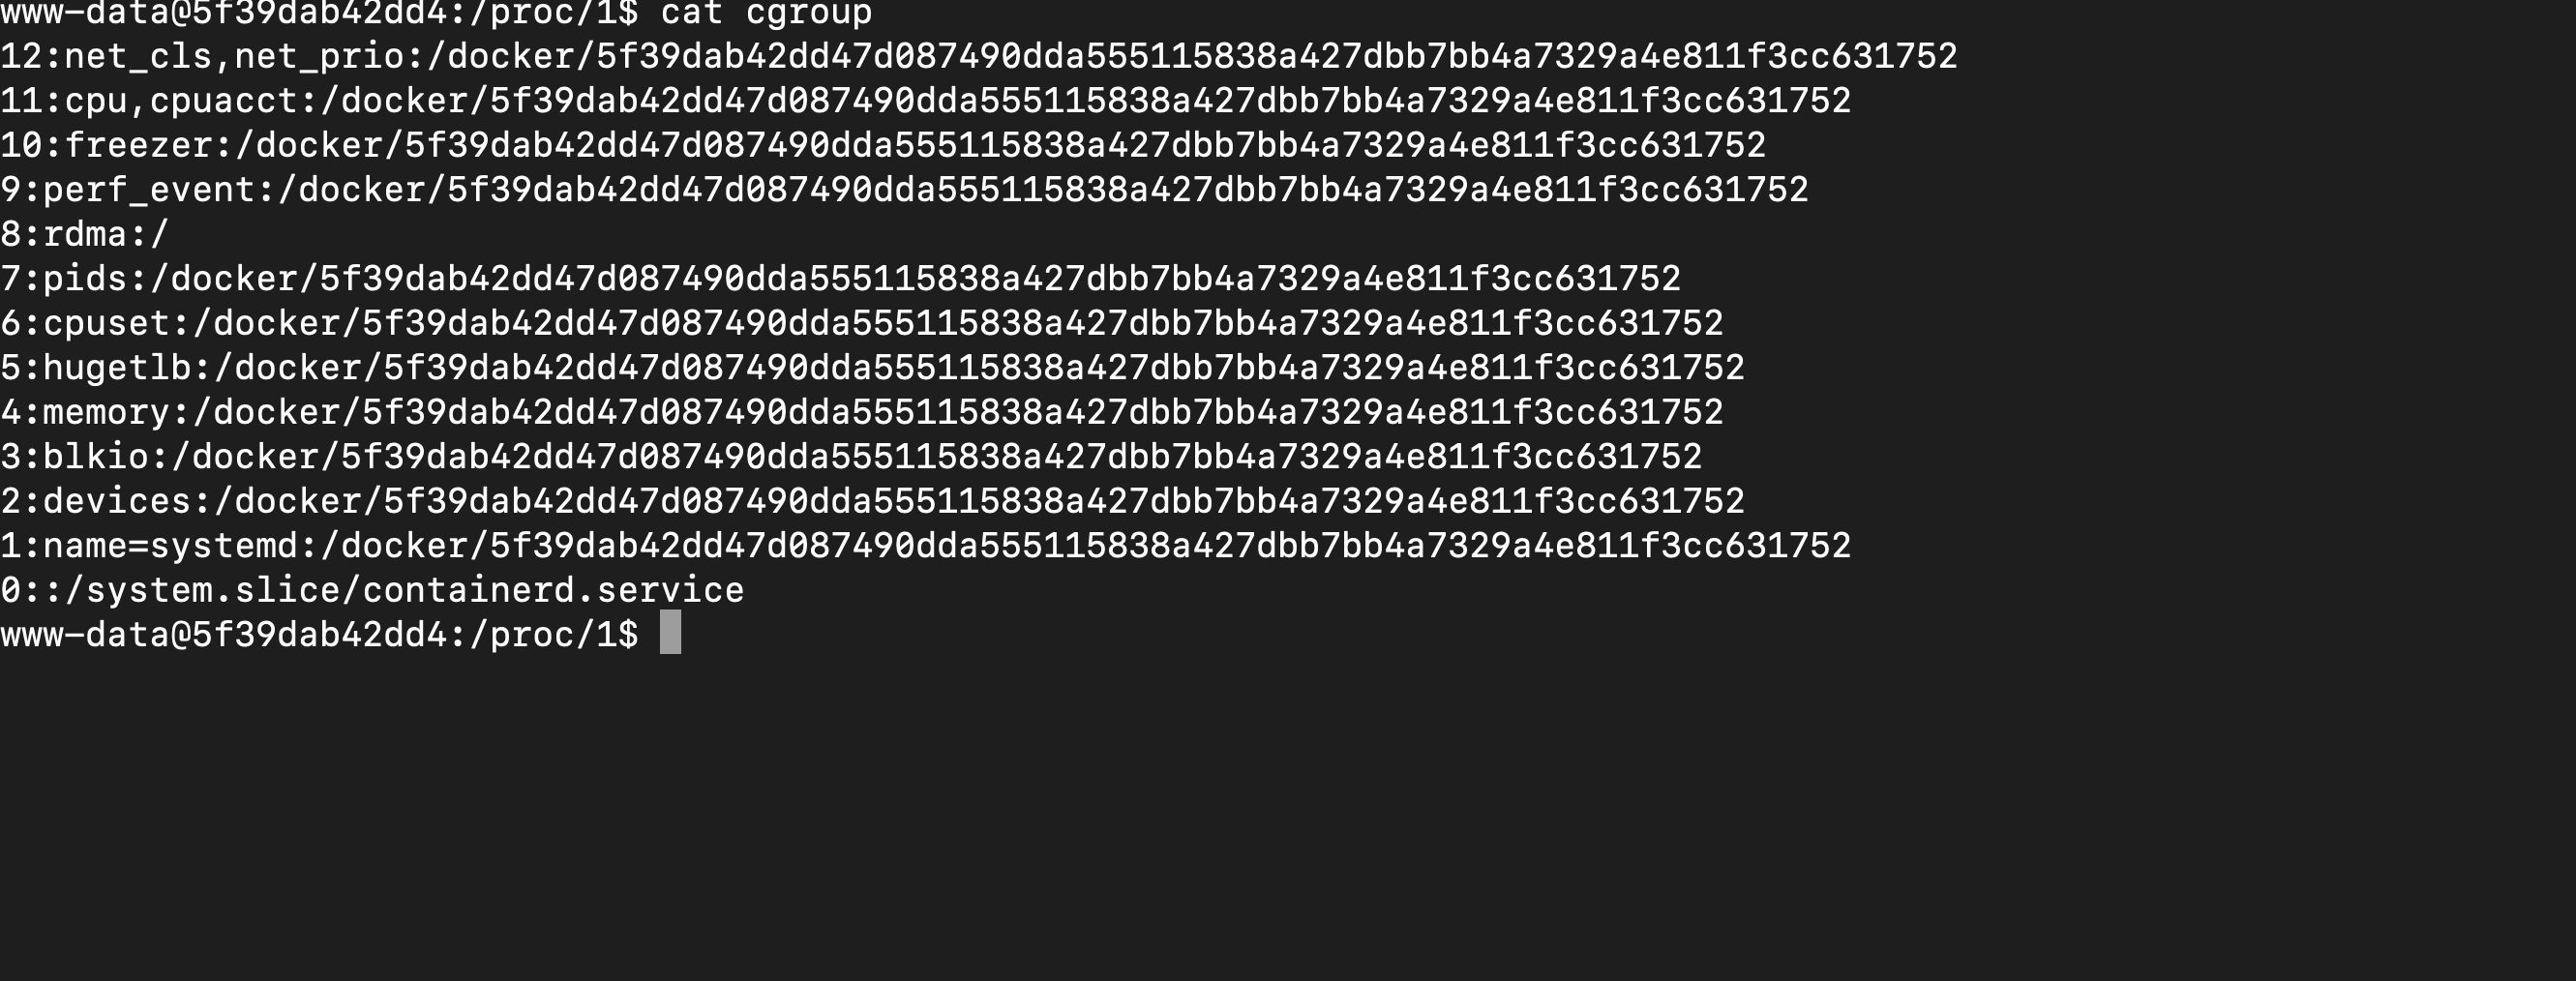 www-data@5f39dab42dd4:/proc/1$ cat cgroup
12:net_cls,net_prio:/docker/5f39dab42dd47d087490dda555115838a427dbb7bb4a7329a4e811f3cc631752
11:cpu,cpuacct:/docker/5f39dab42dd47d087490dda555115838a427dbb7bb4a7329a4e811f3cc631752
10:freezer:/docker/5f39dab42dd47d087490dda555115838a427dbb7bb4a7329a4e811f3cc631752
9:perf_event:/docker/5f39dab42dd47d087490dda555115838a427dbb7bb4a7329a4e811f3cc631752
8:rdma:/
7:pids:/docker/5f39dab42dd47d087490dda555115838a427dbb7bb4a7329a4e811f3cc631752
6:cpuset:/docker/5f39dab42dd47d087490dda555115838a427dbb7bb4a7329a4e811f3cc631752
5:hugetlb:/docker/5f39dab42dd47d087490dda555115838a427dbb7bb4a7329a4e811f3cc631752
4:memory:/docker/5f39dab42dd47d087490dda555115838a427dbb7bb4a7329a4e811f3cc631752
3:blkio:/docker/5f39dab42dd47d087490dda555115838a427dbb7bb4a7329a4e811f3cc631752
2:devices:/docker/5f39dab42dd47d087490dda555115838a427dbb7bb4a7329a4e811f3cc631752
1:name=systemd:/docker/5f39dab42dd47d087490dda555115838a427dbb7bb4a7329a4e811f3cc631752
0::/system.slice/containerd.service
www-data@5f39dab42dd4:/proc/1$